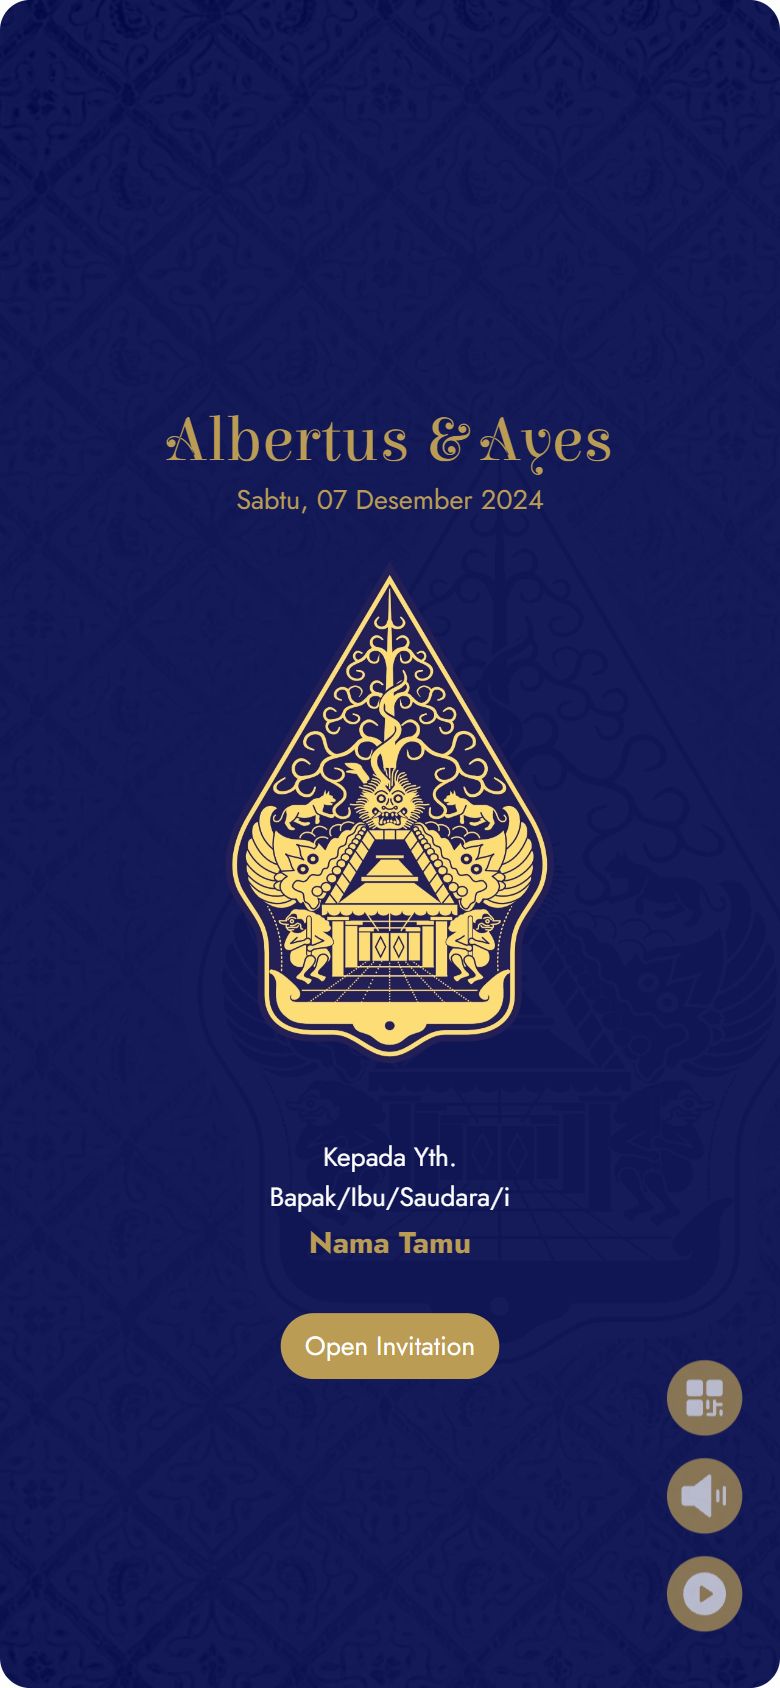 Albertus & Ayes
Sabtu, 07 Desember 2024
Kepada Yth.
Bapak/Ibu/Saudara/i
Nama Tamu
Open Invitation